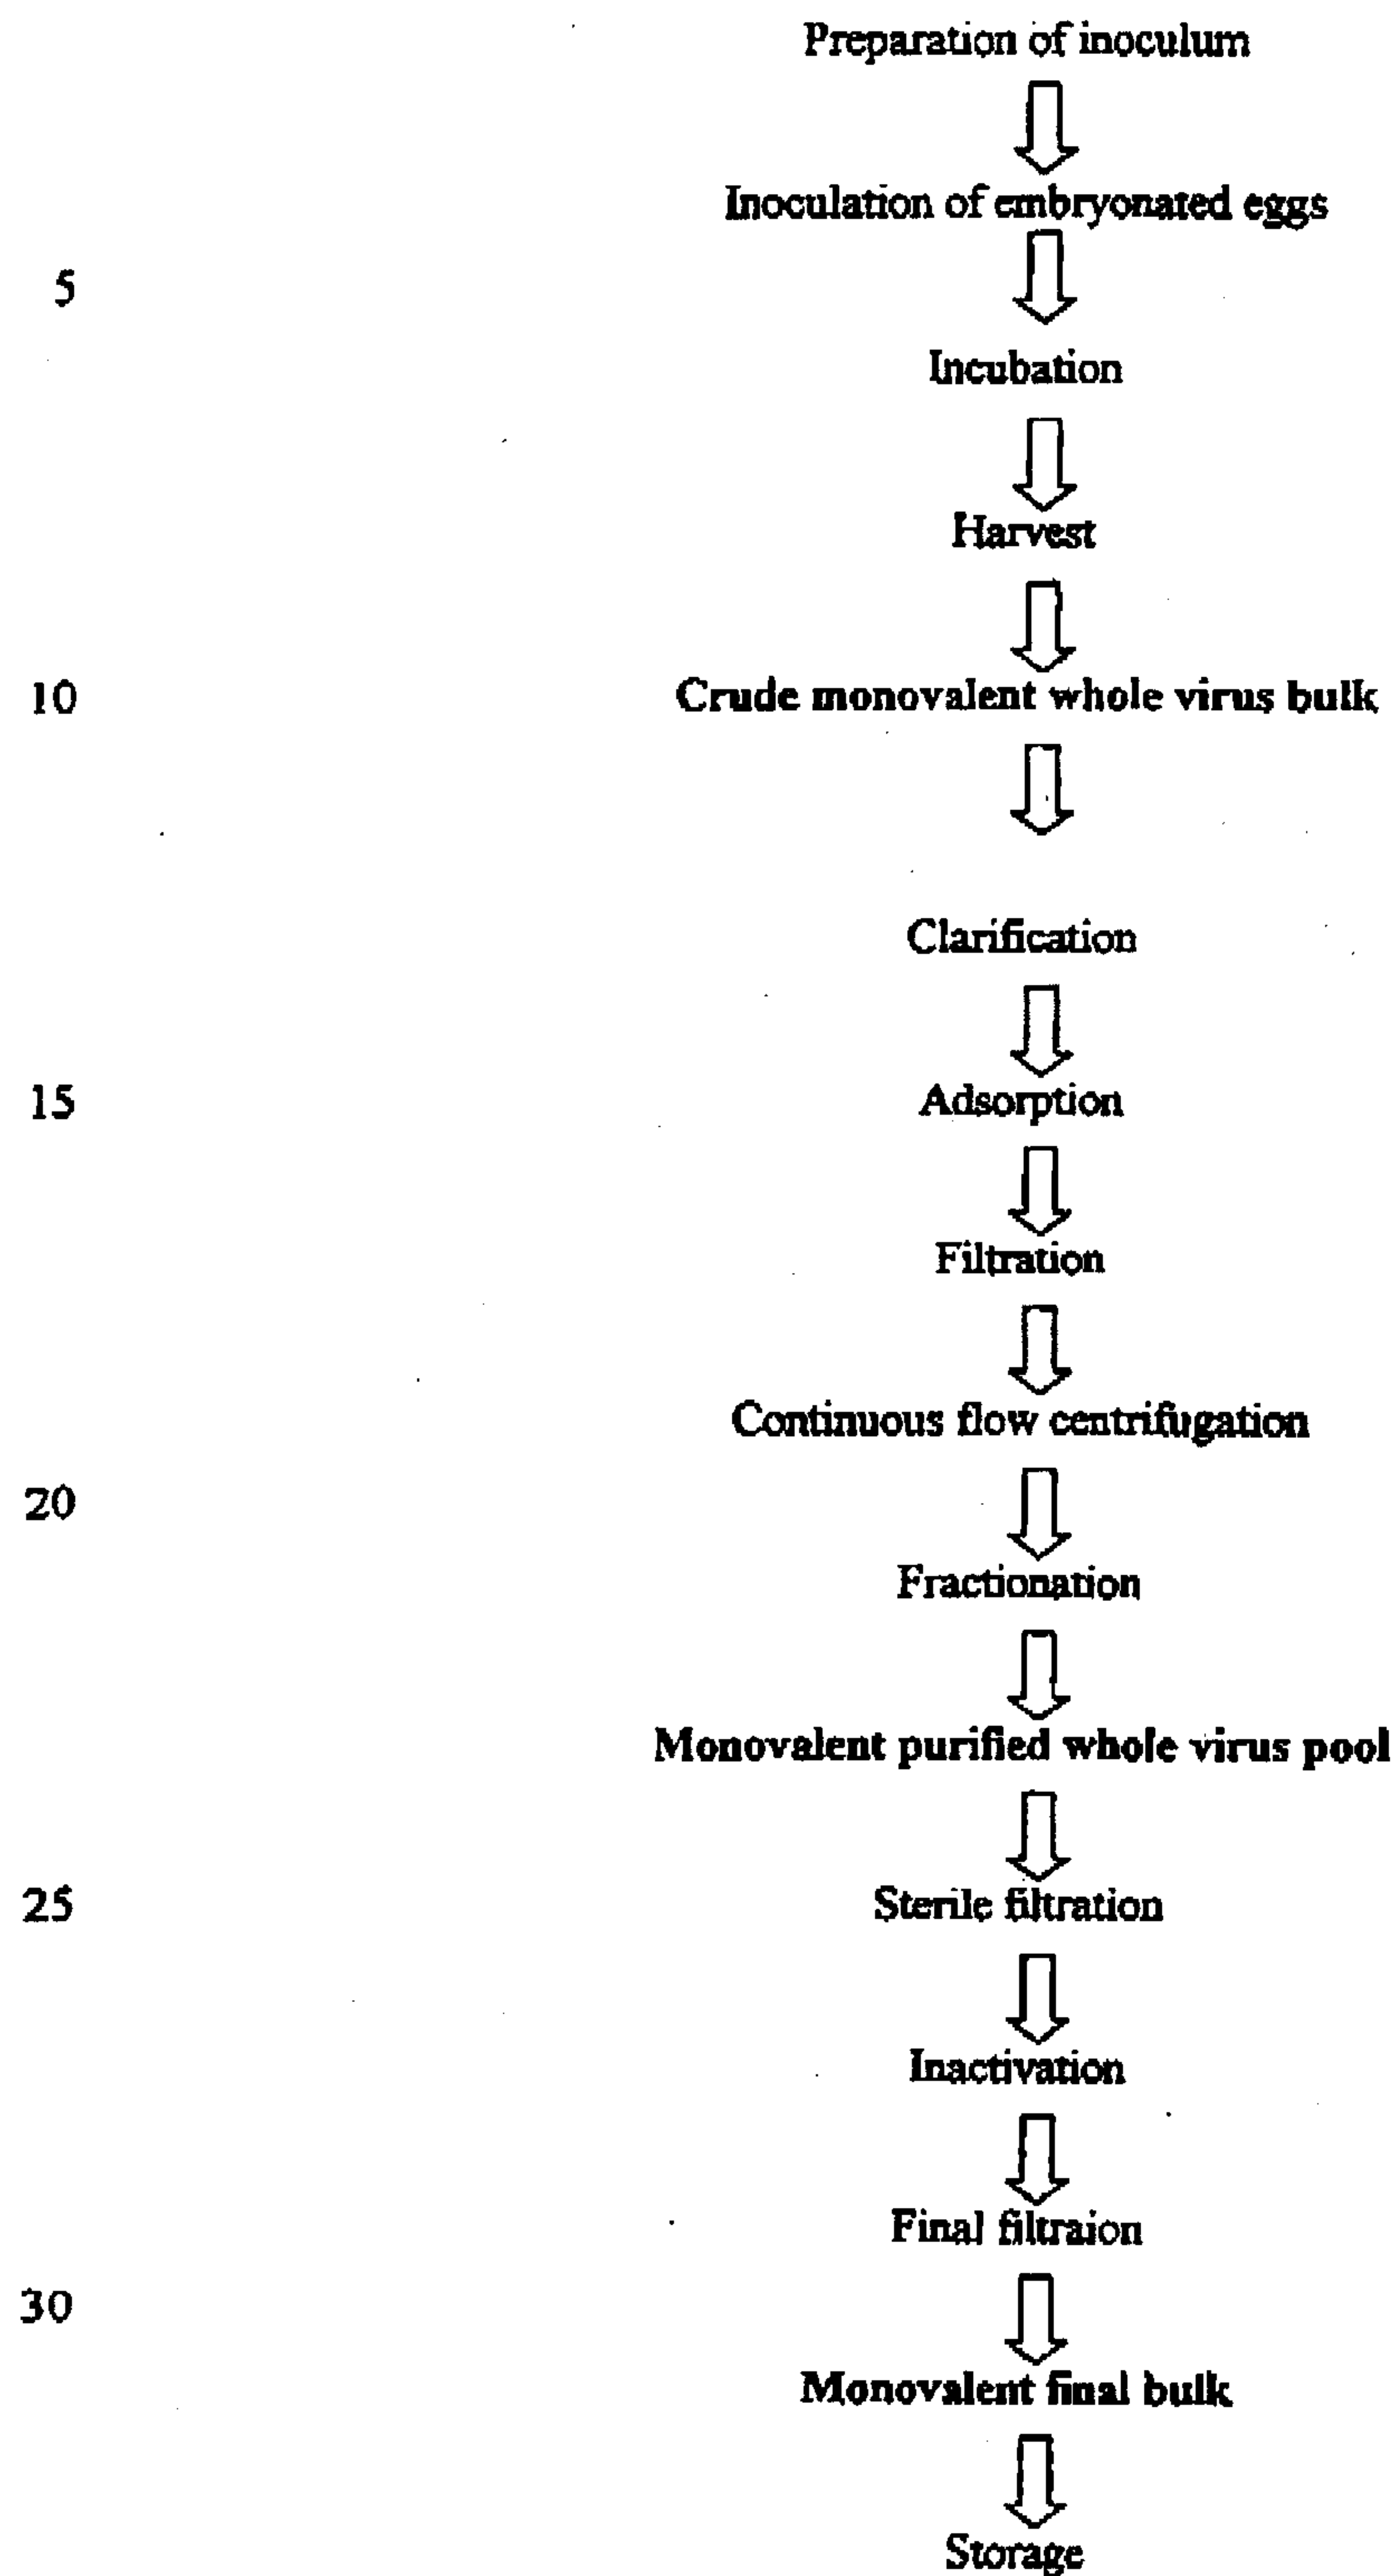 Preparation of inoculum
Inoculation of embryonated eggs
5
Incubation
Harvest
10 Crude monovalent whole virus bulk
Clarification
15 Adsorption
Filtration
Continuous flow centrifugation
20
Fractionation
Monovalent purified whole virus pool
25 Sterile filtration
Inactivation
Final filtraion
30
Monovalent final bulk
Storage